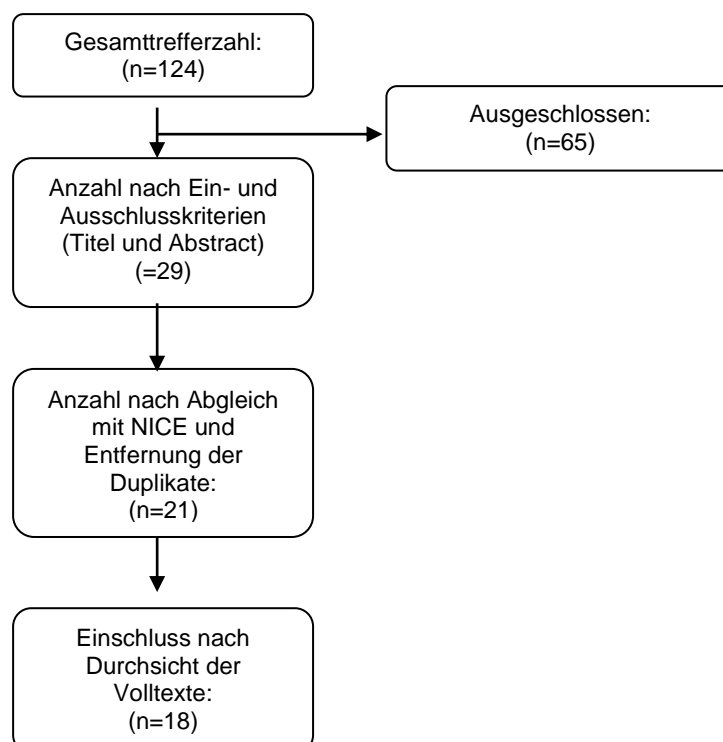 Gesamttrefferzahl:
(n=124)
Ausgeschlossen:
(n=65)
Anzahl nach Ein- und
Ausschlusskriterien
(Titel und Abstract)
(=29)
Anzahl nach Abgleich
mit NICE und
Entfernung der
Duplikate:
(n=21)
Einschluss nach
Durchsicht der
Volltexte:
(n=18)